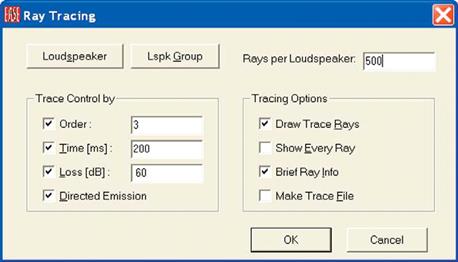 EASE Ray Tracing
Loudspeaker Lspk Group Rays per Loudspeaker: 500
Trace Control by
Order : 3
Time [ms] : 200
Loss [dB] : 60
Directed Emission
Tracing Options
Draw Trace Rays
Show Every Ray
Brief Ray Info
Make Trace File
OK Cancel